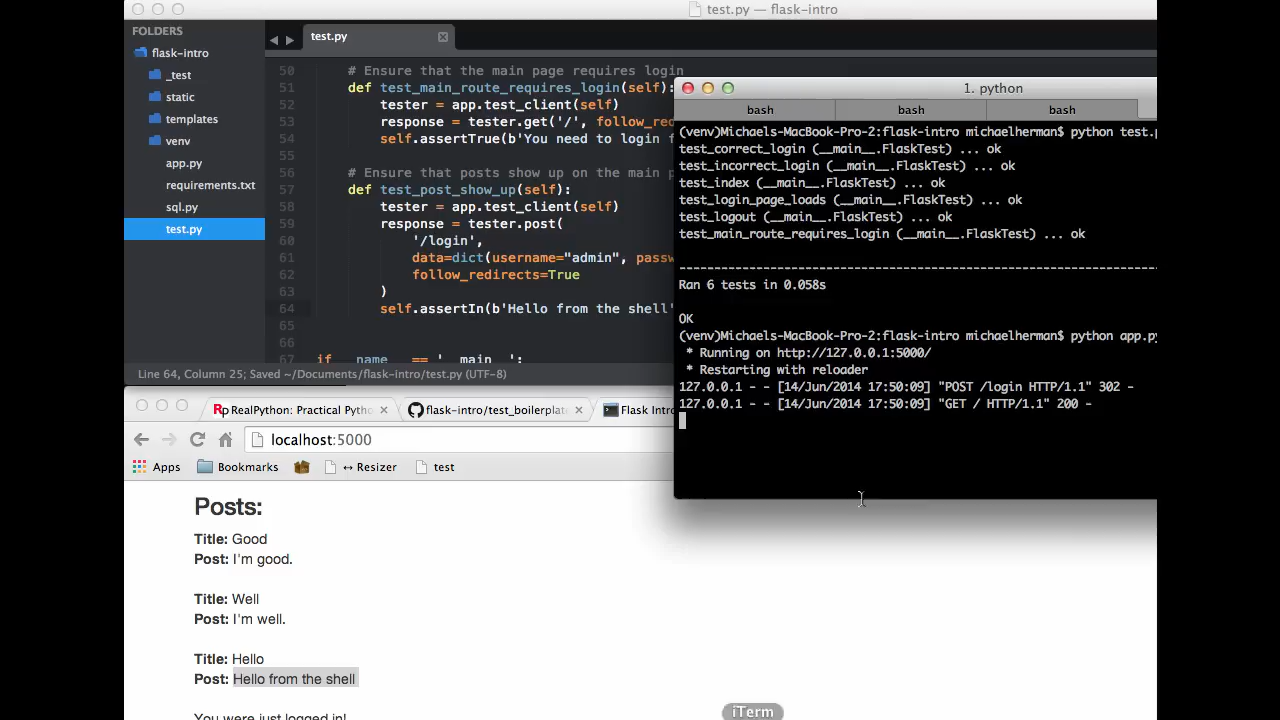 test.py — flask-intro
FOLDERS
flask-intro
_test
static
templates
venv
app.py
requirements.txt
sql.py
test.py
test.py
50 # Ensure that the main page requires login
51 def test_main_route_requires_login(self):
52 tester = app.test_client(self)
53 response = tester.get('/', follow_red
54 self.assertTrue(b'You need to login f
55
56 # Ensure that posts show up on the main p
57 def test_post_show_up(self):
58 tester = app.test_client(self)
59 response = tester.post(
60 '/login',
61 data=dict(username="admin", passw
62 follow_redirects=True
63 )
64 self.assertIn(b'Hello from the shell'
65
66
67 if __name__ == '__main__':
Line 64, Column 25; Saved ~/Documents/flask-intro/test.py (UTF-8)
1. python
bash bash bash
(venv)Michaels-MacBook-Pro-2:flask-intro michaelherman$ python test.p
test_correct_login (__main__.FlaskTest) ... ok
test_incorrect_login (__main__.FlaskTest) ... ok
test_index (__main__.FlaskTest) ... ok
test_login_page_loads (__main__.FlaskTest) ... ok
test_logout (__main__.FlaskTest) ... ok
test_main_route_requires_login (__main__.FlaskTest) ... ok
----------------------------------------------------------------------
Ran 6 tests in 0.058s
OK
(venv)Michaels-MacBook-Pro-2:flask-intro michaelherman$ python app.py
* Running on http://127.0.0.1:5000/
* Restarting with reloader
127.0.0.1 - - [14/Jun/2014 17:50:09] "POST /login HTTP/1.1" 302 -
127.0.0.1 - - [14/Jun/2014 17:50:09] "GET / HTTP/1.1" 200 -
RealPython: Practical Pytho flask-intro/test_boilerplat Flask Intr
localhost:5000
Apps Bookmarks ↔ Resizer test
Posts:
Title: Good
Post: I'm good.
Title: Well
Post: I'm well.
Title: Hello
Post: Hello from the shell
You were just logged in!
iTerm